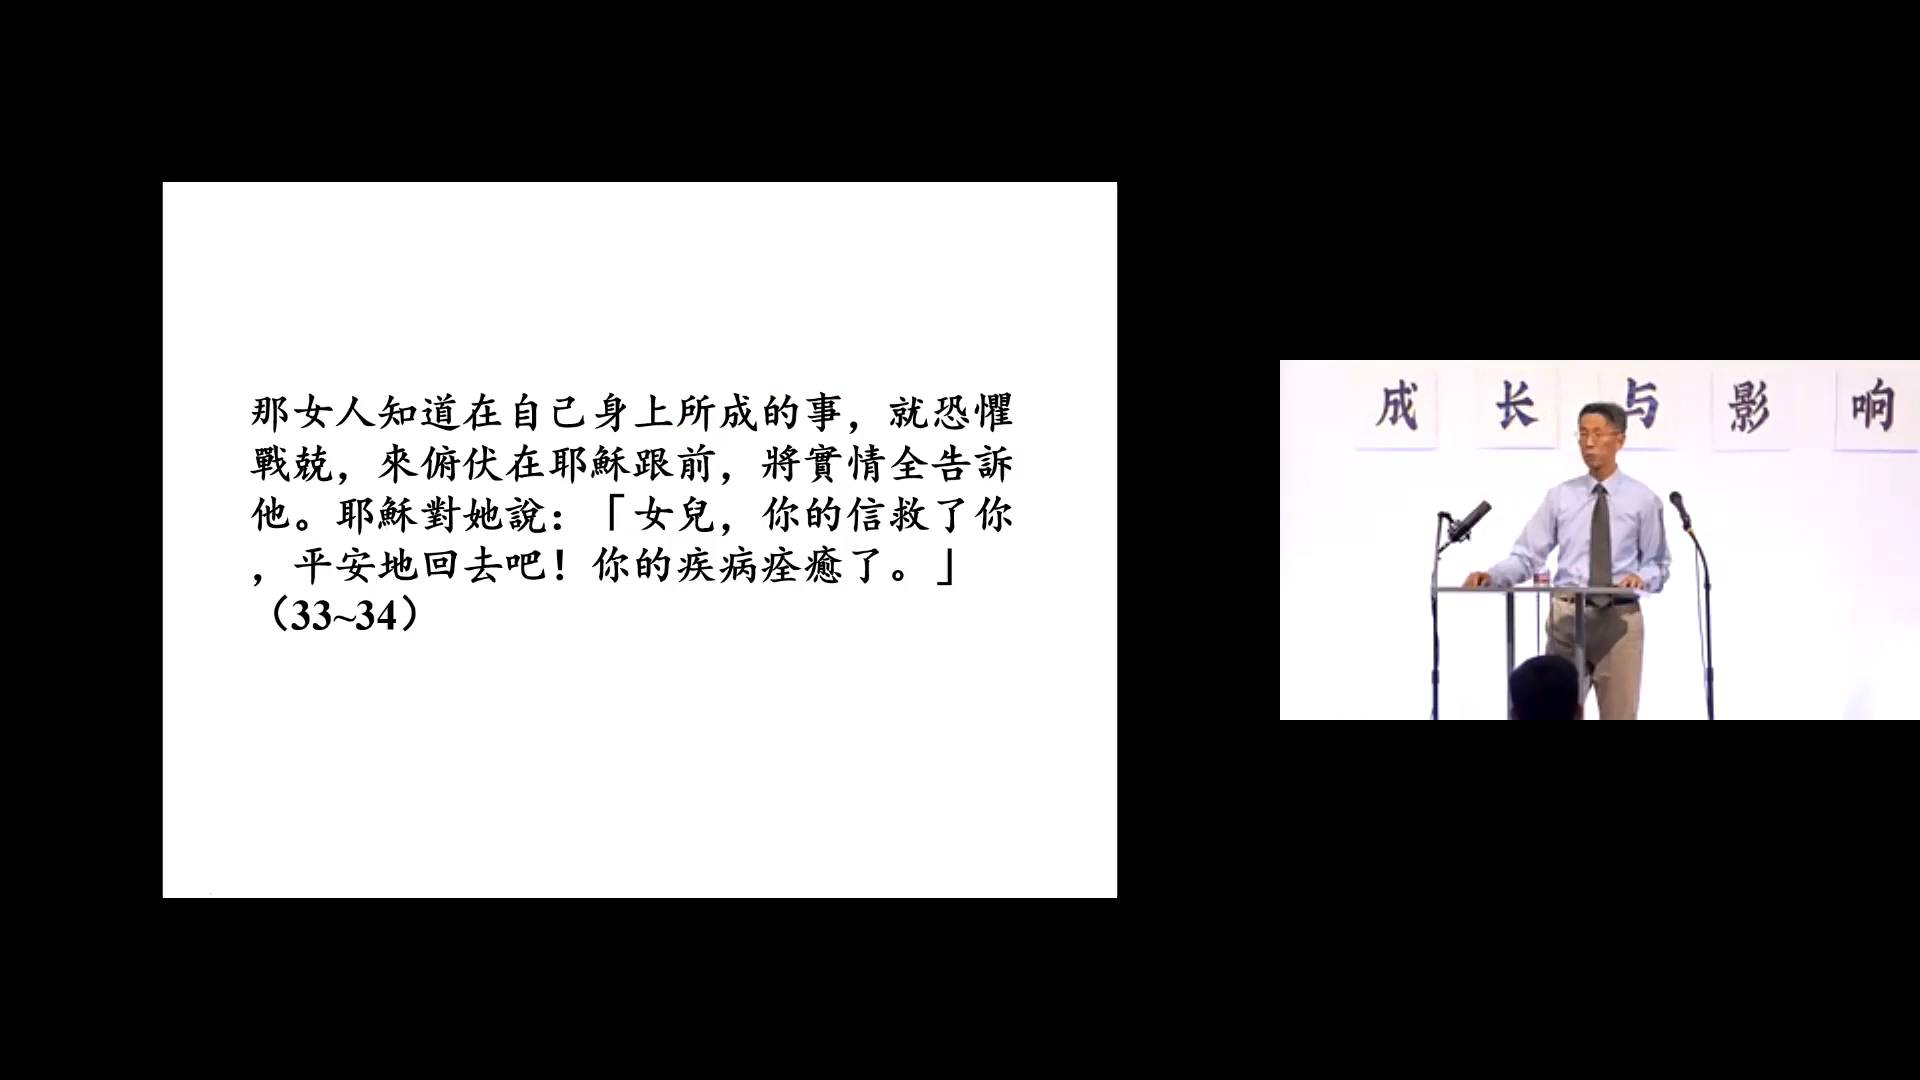 那女人知道在自己身上所成的事，就恐懼
戰兢，來俯伏在耶穌跟前，將實情全告訴
他。耶穌對她說：「女兒，你的信救了你
，平安地回去吧！你的疾病痊癒了。」
（33~34）
成长与影响